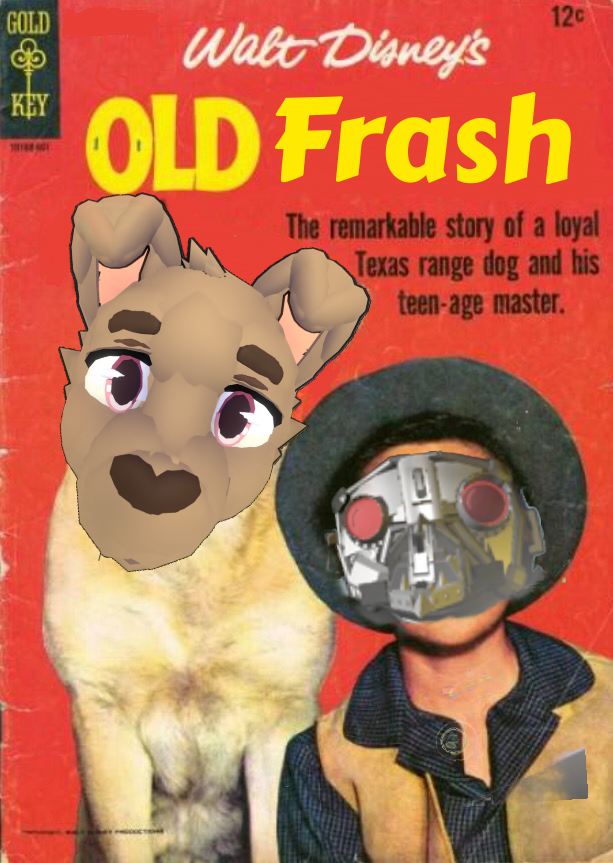 GOLD
KEY
12c
Walt Disney's
OLD Frash
The remarkable story of a loyal
Texas range dog and his
teen-age master.